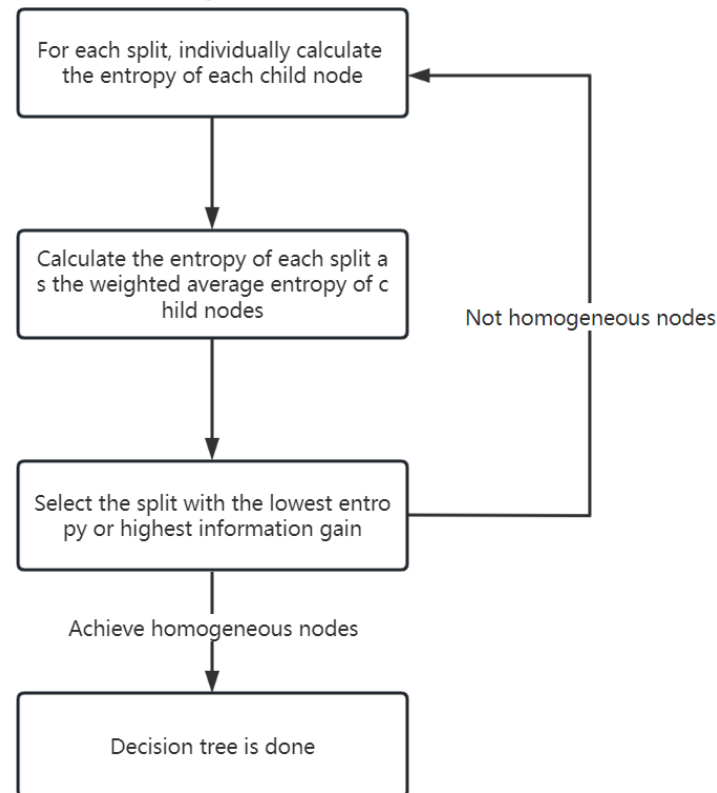 For each split, individually calculate
the entropy of each child node
Calculate the entropy of each split a
s the weighted average entropy of c
hild nodes
Not homogeneous nodes
Select the split with the lowest entro
py or highest information gain
Achieve homogeneous nodes
Decision tree is done